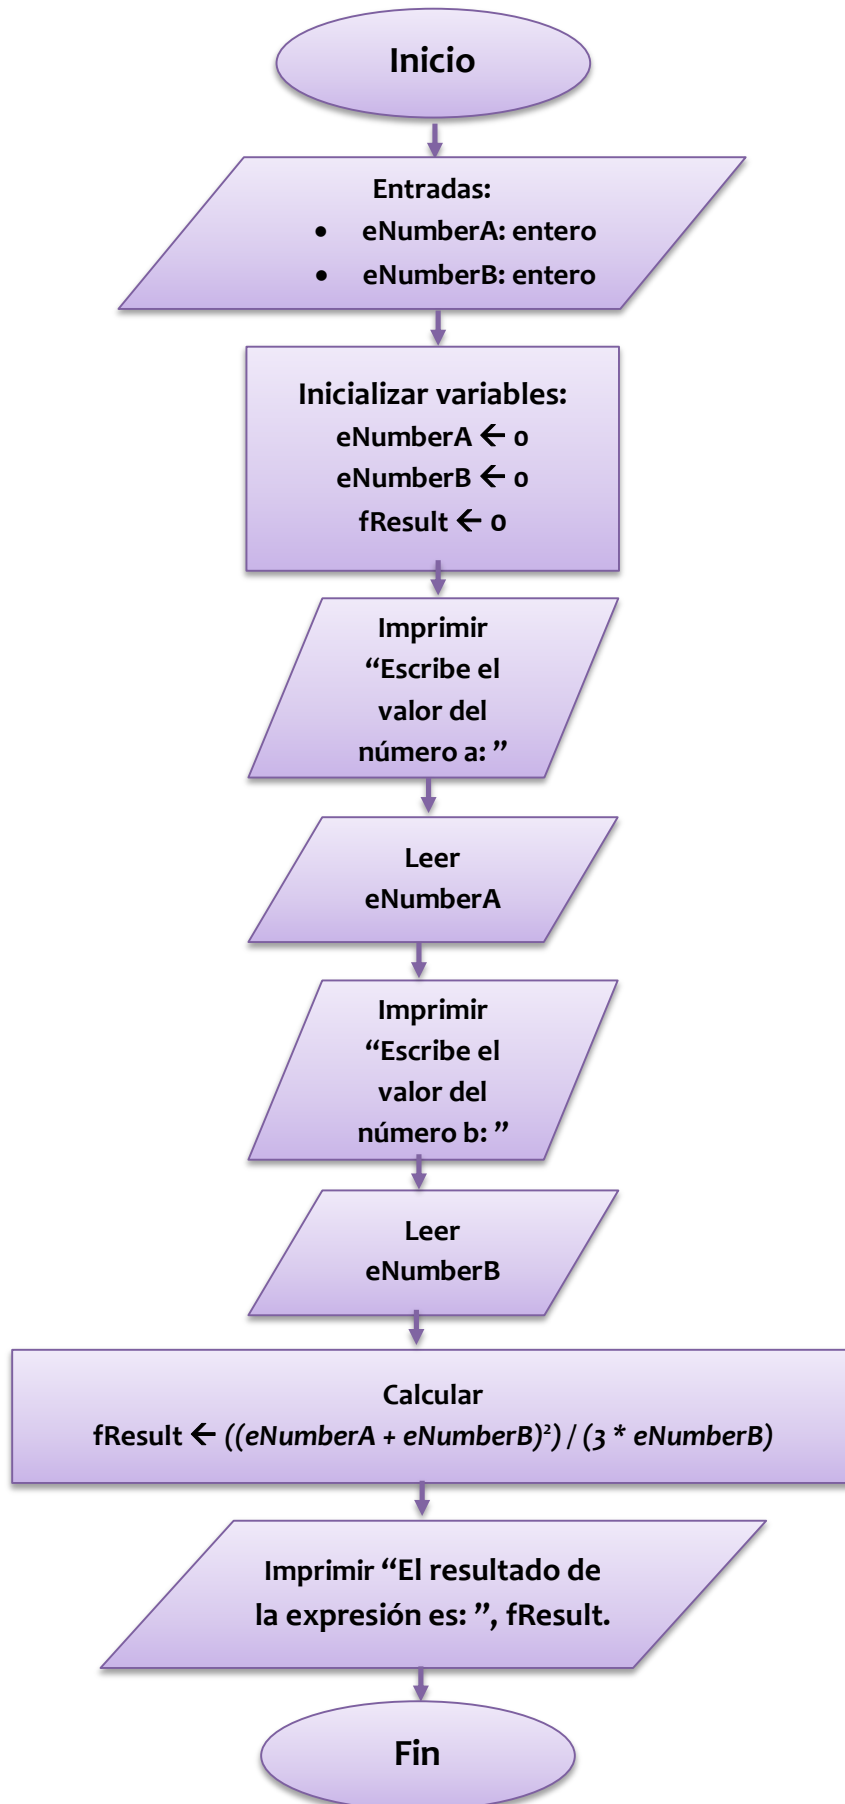 Inicio
Entradas:
• eNumberA: entero
• eNumberB: entero
Inicializar variables:
eNumberA ← 0
eNumberB ← 0
fResult ← 0
Imprimir
“Escribe el
valor del
número a: ”
Leer
eNumberA
Imprimir
“Escribe el
valor del
número b: ”
Leer
eNumberB
Calcular
fResult ← ((eNumberA + eNumberB)²) / (3 * eNumberB)
Imprimir “El resultado de
la expresión es: ”, fResult.
Fin